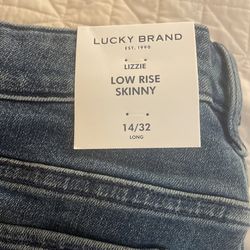 LUCKY BRAND
EST. 1990
LIZZIE
LOW RISE
SKINNY
14/32
LONG